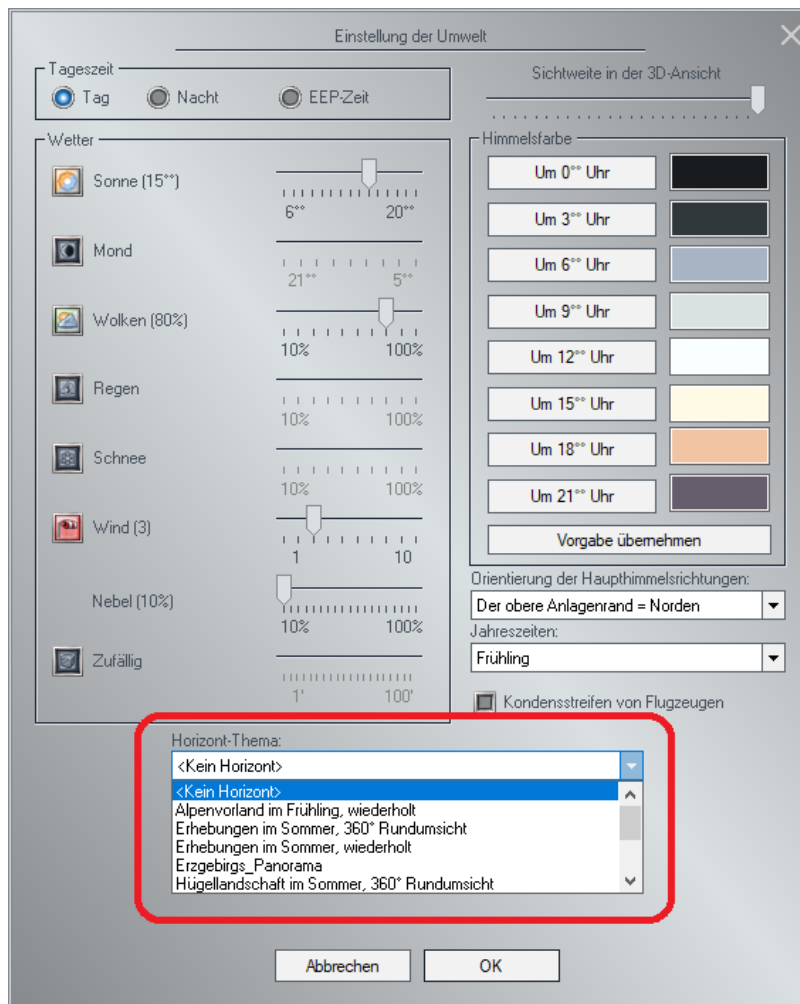 Einstellung der Umwelt
Tageszeit
Tag
Nacht
EEP-Zeit
Sichtweite in der 3D-Ansicht
Wetter
Sonne (15°°)
6°° 20°°
Mond
21°° 5°°
Wolken (80%)
10% 100%
Regen
10% 100%
Schnee
10% 100%
Wind (3)
1 10
Nebel (10%)
10% 100%
Zufällig
1' 100'
Himmelsfarbe
Um 0°° Uhr
Um 3°° Uhr
Um 6°° Uhr
Um 9°° Uhr
Um 12°° Uhr
Um 15°° Uhr
Um 18°° Uhr
Um 21°° Uhr
Vorgabe übernehmen
Orientierung der Haupthimmelsrichtungen:
Der obere Anlagenrand = Norden
Jahreszeiten:
Frühling
Kondensstreifen von Flugzeugen
Horizont-Thema:
<Kein Horizont>
<Kein Horizont>
Alpenvorland im Frühling, wiederholt
Erhebungen im Sommer, 360° Rundumsicht
Erhebungen im Sommer, wiederholt
Erzgebirgs_Panorama
Hügellandschaft im Sommer, 360° Rundumsicht
Abbrechen
OK